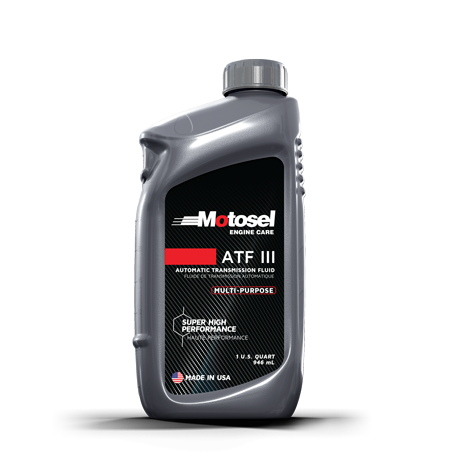 Motosel
ENGINE CARE
ATF III
AUTOMATIC TRANSMISSION FLUID
FLUIDE DE TRANSMISSION AUTOMATIQUE
MULTI-PURPOSE
SUPER HIGH
PERFORMANCE
HAUTE PERFORMANCE
1 U.S. QUART
946 mL
MADE IN USA